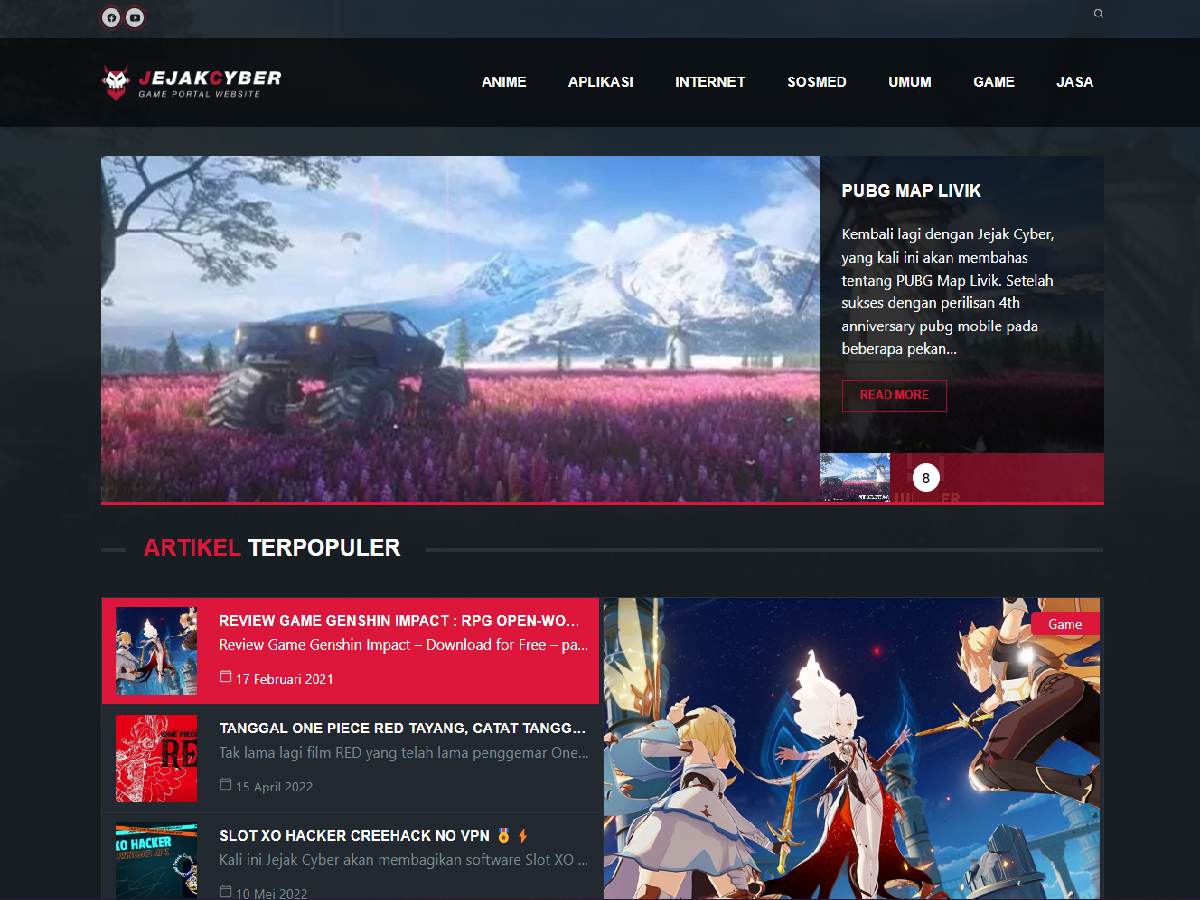 JEJAKCYBER
GAME PORTAL WEBSITE
ANIME
APLIKASI
INTERNET
SOSMED
UMUM
GAME
JASA
PUBG MAP LIVIK
Kembali lagi dengan Jejak Cyber,
yang kali ini akan membahas
tentang PUBG Map Livik. Setelah
sukses dengan perilisan 4th
anniversary pubg mobile pada
beberapa pekan...
READ MORE
8
ARTIKEL TERPOPULER
REVIEW GAME GENSHIN IMPACT : RPG OPEN-WO...
Review Game Genshin Impact – Download for Free – pa...
17 Februari 2021
Game
TANGGAL ONE PIECE RED TAYANG, CATAT TANGG...
Tak lama lagi film RED yang telah lama penggemar One...
15 April 2022
RE
SLOT XO HACKER CREEHACK NO VPN
Kali ini Jejak Cyber akan membagikan software Slot XO ...
10 Mei 2022
XO HACKER